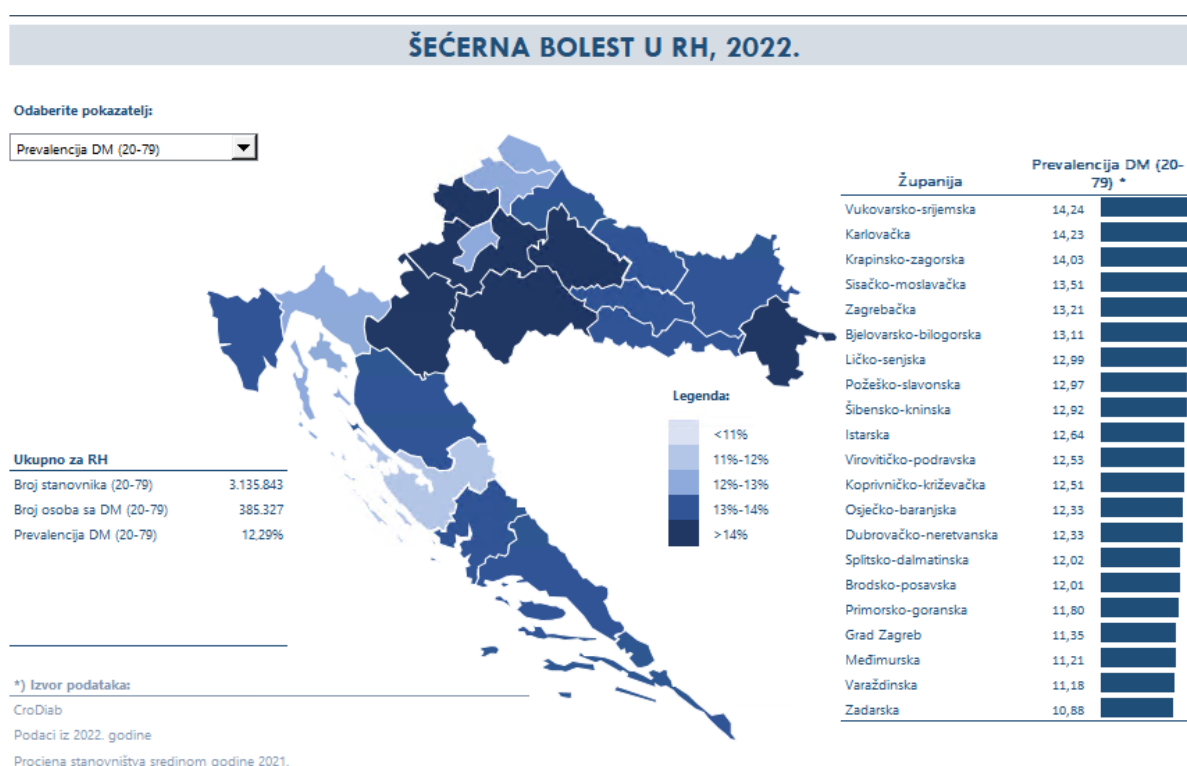 ŠEĆERNA BOLEST U RH, 2022.
Odaberite pokazatelj:
Prevalencija DM (20-79)
Ukupno za RH
Broj stanovnika (20-79) 3.135.843
Broj osoba sa DM (20-79) 385.327
Prevalencija DM (20-79) 12,29%
*) Izvor podataka:
CroDiab
Podaci iz 2022. godine
Procjena stanovništva sredinom godine 2021.
Legenda:
<11%
11%-12%
12%-13%
13%-14%
>14%
Županija
Prevalencija DM (20-
79) *
Vukovarsko-srijemska 14,24
Karlovačka 14,23
Krapinsko-zagorska 14,03
Sisačko-moslavačka 13,51
Zagrebačka 13,21
Bjelovarsko-bilogorska 13,11
Ličko-senjska 12,99
Požeško-slavonska 12,97
Šibensko-kninska 12,92
Istarska 12,64
Virovitičko-podravska 12,53
Koprivničko-križevačka 12,51
Osječko-baranjska 12,33
Dubrovačko-neretvanska 12,33
Splitsko-dalmatinska 12,02
Brodsko-posavska 12,01
Primorsko-goranska 11,80
Grad Zagreb 11,35
Međimurska 11,21
Varaždinska 11,18
Zadarska 10,88